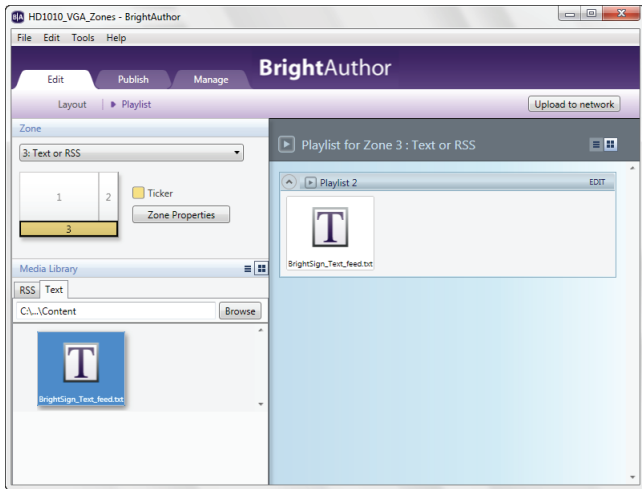 HD1010_VGA_Zones - BrightAuthor
File Edit Tools Help
BrightAuthor
Edit Publish Manage
Layout Playlist
Upload to network
Zone
3: Text or RSS
1 2
3
Ticker
Zone Properties
Media Library
RSS Text
C:\...\Content
Browse
T
BrightSign_Text_feed.txt
Playlist for Zone 3 : Text or RSS
Playlist 2
EDIT
T
BrightSign_Text_feed.txt